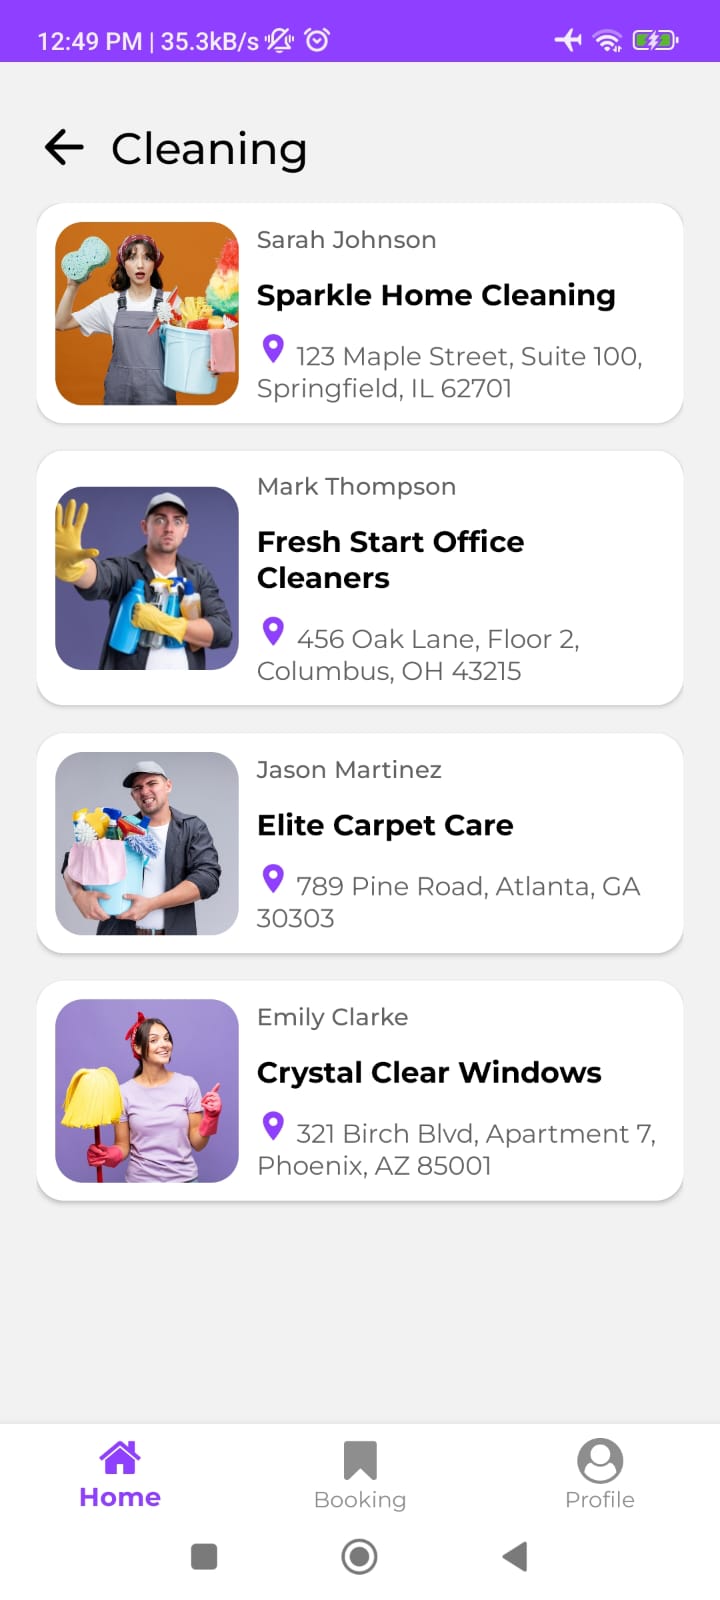 12:49 PM | 35.3kB/s
Cleaning
Sarah Johnson
Sparkle Home Cleaning
123 Maple Street, Suite 100,
Springfield, IL 62701
Mark Thompson
Fresh Start Office
Cleaners
456 Oak Lane, Floor 2,
Columbus, OH 43215
Jason Martinez
Elite Carpet Care
789 Pine Road, Atlanta, GA
30303
Emily Clarke
Crystal Clear Windows
321 Birch Blvd, Apartment 7,
Phoenix, AZ 85001
Home
Booking
Profile